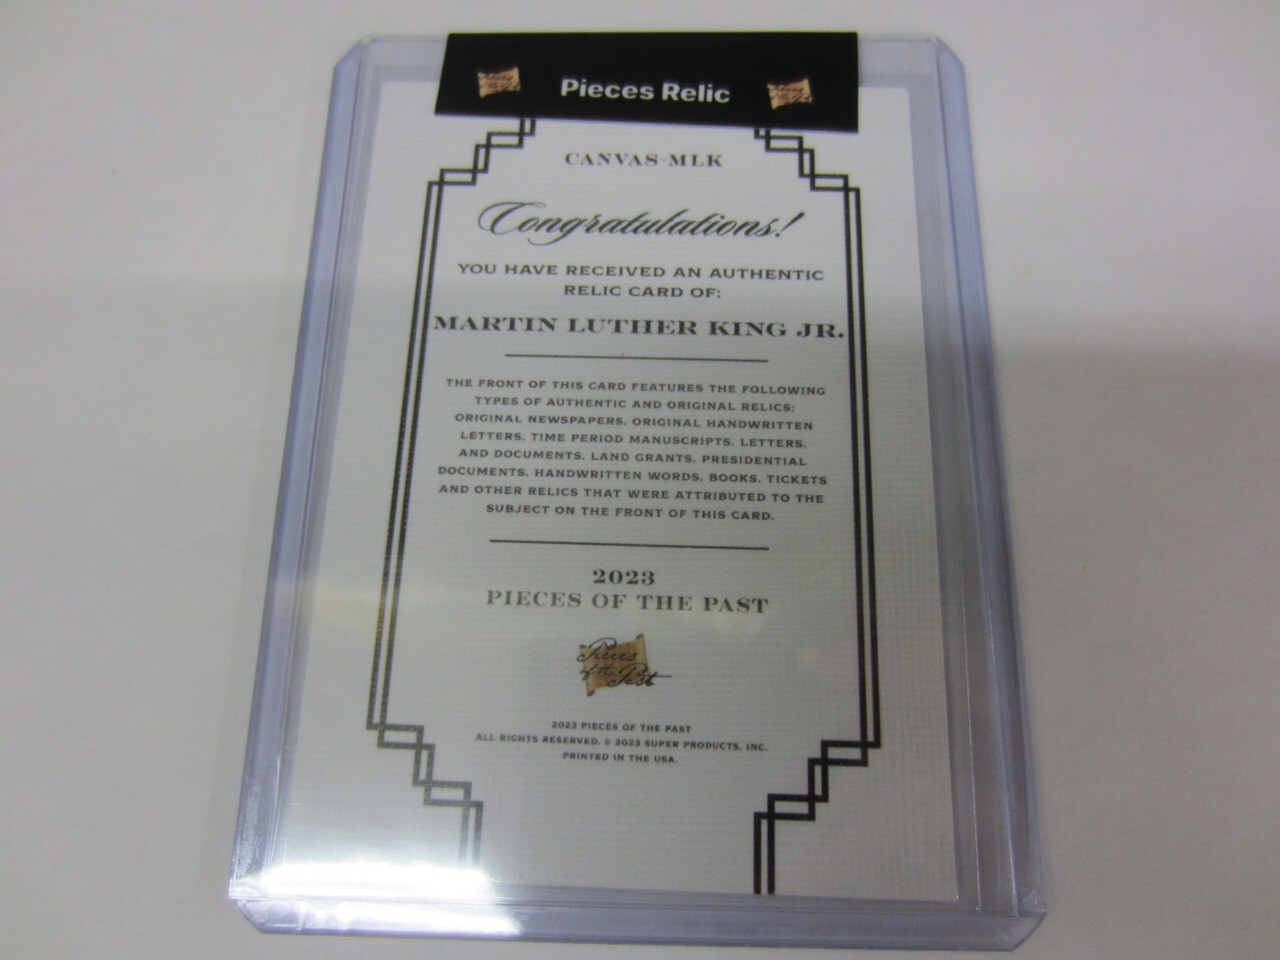 Pieces Relic
CANVAS-MLK
Congratulations!
YOU HAVE RECEIVED AN AUTHENTIC
RELIC CARD OF:
MARTIN LUTHER KING JR.
THE FRONT OF THIS CARD FEATURES THE FOLLOWING
TYPES OF AUTHENTIC AND ORIGINAL RELICS:
ORIGINAL NEWSPAPERS, ORIGINAL HANDWRITTEN
LETTERS, TIME PERIOD MANUSCRIPTS, LETTERS,
AND DOCUMENTS, LAND GRANTS, PRESIDENTIAL
DOCUMENTS, HANDWRITTEN WORDS, BOOKS, TICKETS
AND OTHER RELICS THAT WERE ATTRIBUTED TO THE
SUBJECT ON THE FRONT OF THIS CARD.
2023
PIECES OF THE PAST
Pieces
of the Past
2023 PIECES OF THE PAST
ALL RIGHTS RESERVED. © 2023 SUPER PRODUCTS, INC.
PRINTED IN THE USA.